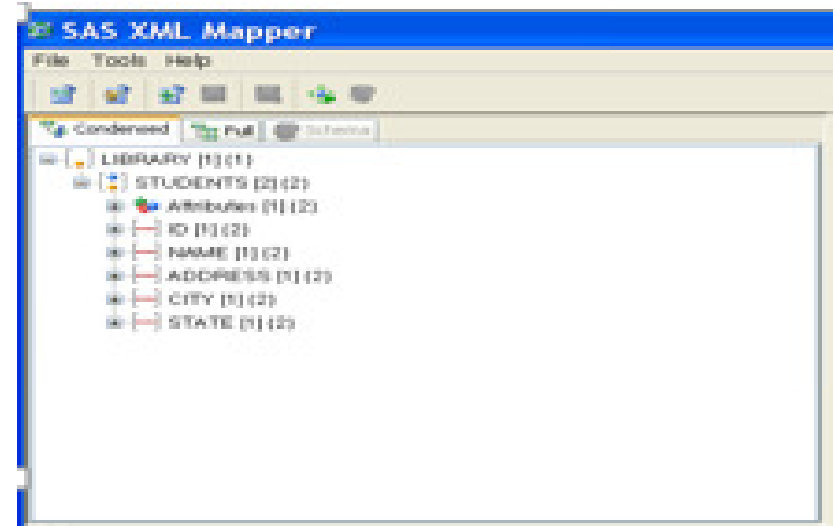 SAS XML Mapper
File Tools Help
Condensed Full Schema
LIBRARY [1] (1)
STUDENTS [2] (2)
Attributes [1] (2)
ID [1] (2)
NAME [1] (2)
ADDRESS [1] (2)
CITY [1] (2)
STATE [1] (2)